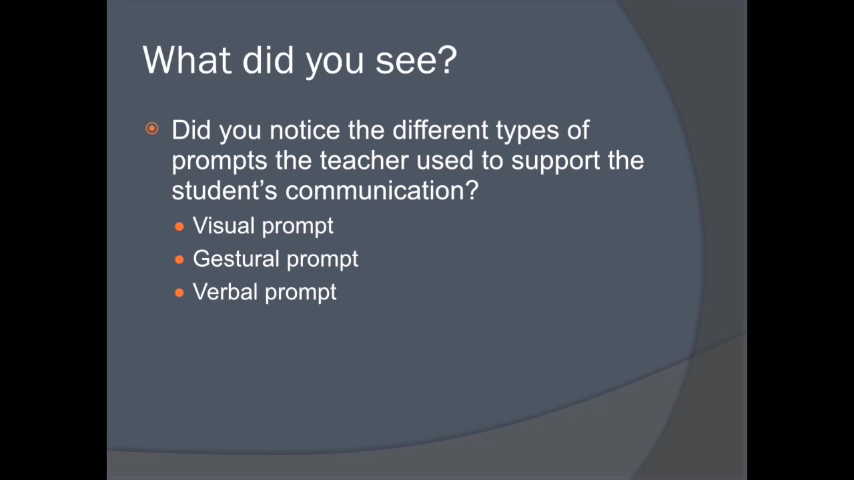 What did you see?
Did you notice the different types of
prompts the teacher used to support the
student’s communication?
Visual prompt
Gestural prompt
Verbal prompt